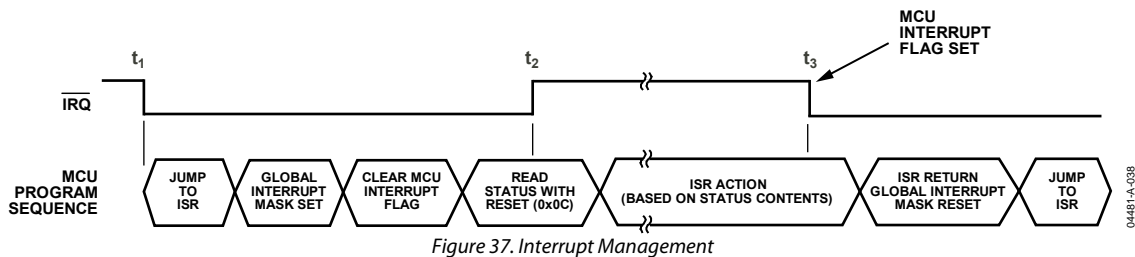 MCU
INTERRUPT
FLAG SET
t1
t2
t3
IRQ
MCU
PROGRAM
SEQUENCE
JUMP
TO
ISR
GLOBAL
INTERRUPT
MASK SET
CLEAR MCU
INTERRUPT
FLAG
READ
STATUS WITH
RESET (0x0C)
ISR ACTION
(BASED ON STATUS CONTENTS)
ISR RETURN
GLOBAL INTERRUPT
MASK RESET
JUMP
TO
ISR
04481-A-038
Figure 37. Interrupt Management